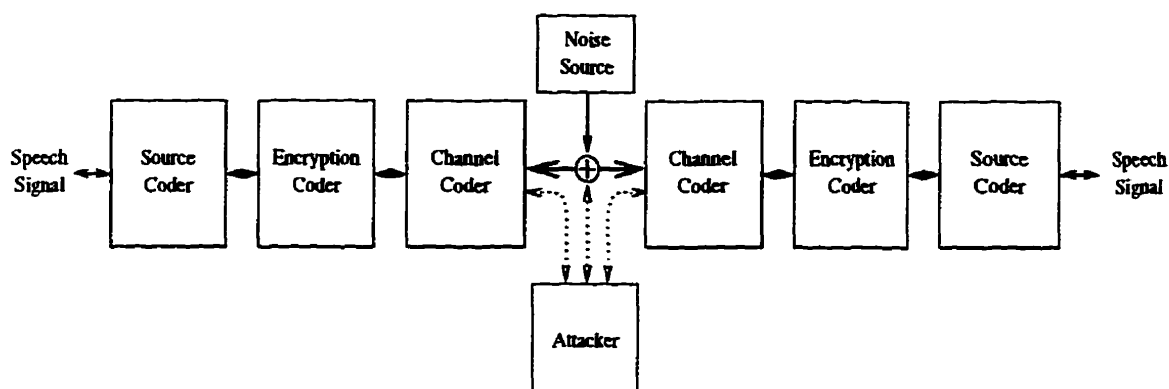 Noise
Source
Speech
Signal
Source
Coder
Encryption
Coder
Channel
Coder
Channel
Coder
Encryption
Coder
Source
Coder
Speech
Signal
Attacker